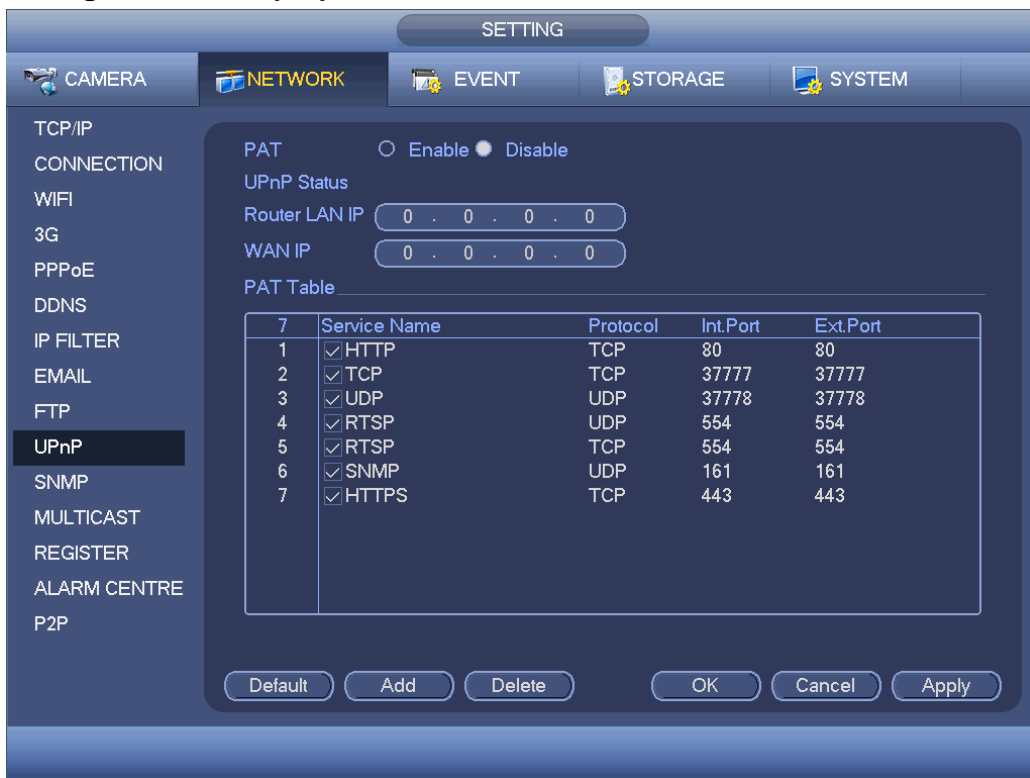 SETTING
CAMERA NETWORK EVENT STORAGE SYSTEM
TCP/IP
CONNECTION
WIFI
3G
PPPoE
DDNS
IP FILTER
EMAIL
FTP
UPnP
SNMP
MULTICAST
REGISTER
ALARM CENTRE
P2P
PAT Enable Disable
UPnP Status
Router LAN IP 0 . 0 . 0 . 0
WAN IP 0 . 0 . 0 . 0
PAT Table
7 Service Name Protocol Int.Port Ext.Port
1 HTTP TCP 80 80
2 TCP TCP 37777 37777
3 UDP UDP 37778 37778
4 RTSP UDP 554 554
5 RTSP TCP 554 554
6 SNMP UDP 161 161
7 HTTPS TCP 443 443
Default Add Delete OK Cancel Apply